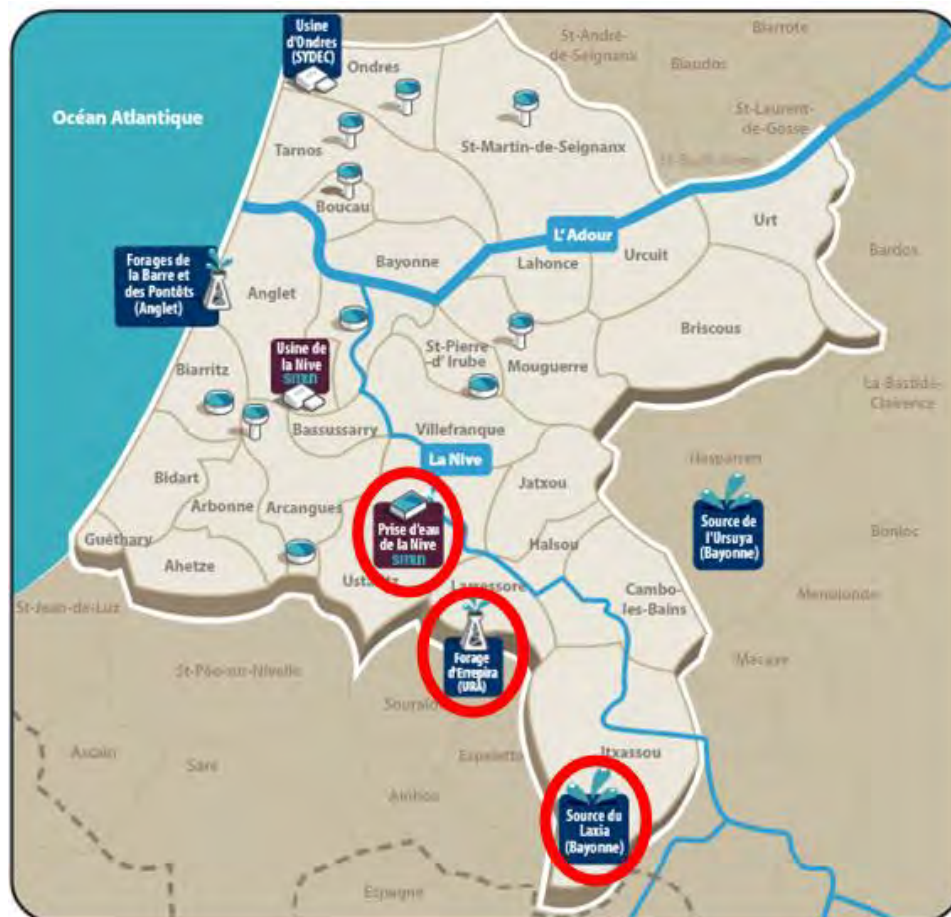 Usine
d'Ondres
(SYDEC)
Ondres
St-André-
de-Seignanx
Biarrote
Biaudos
Océan Atlantique
St-Laurent-
de-Gosse
Tarnos
St-Martin-de-Seignanx
Boucau
Urt
L'Adour
Bayonne
Lahonce
Urcuit
Bardos
Forages de
la Barre et
des Pontôts
(Anglet)
Anglet
Briscous
St-Pierre
-d'Irube
Mouguerre
Usine de
la Nive
smun
Biarritz
La Bastide-
Clairence
Bassussarry
Villefranque
La Nive
Hasparren
Bidart
Jatxou
Arbonne
Arcangues
Prise d'eau
de la Nive
smun
Source de
l'Ursuya
(Bayonne)
Bonloc
Guéthary
Halsou
Ahetze
Ustaritz
Larressore
Cambo-
les-Bains
St-Jean-de-Luz
Mendionde
Forage
d'Errepira
(URA)
Macaye
St-Pée-sur-Nivelle
Souraïde
Espelette
Itxassou
Ascain
Sare
Ainhoa
Source du
Laxia
(Bayonne)
Espagne